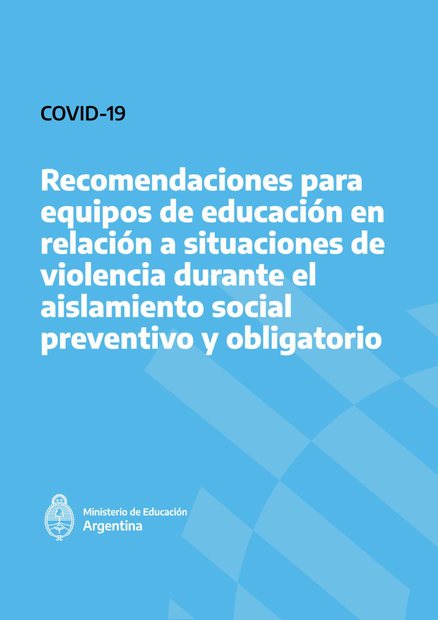 COVID-19
Recomendaciones para
equipos de educación en
relación a situaciones de
violencia durante el
aislamiento social
preventivo y obligatorio
Ministerio de Educación
Argentina